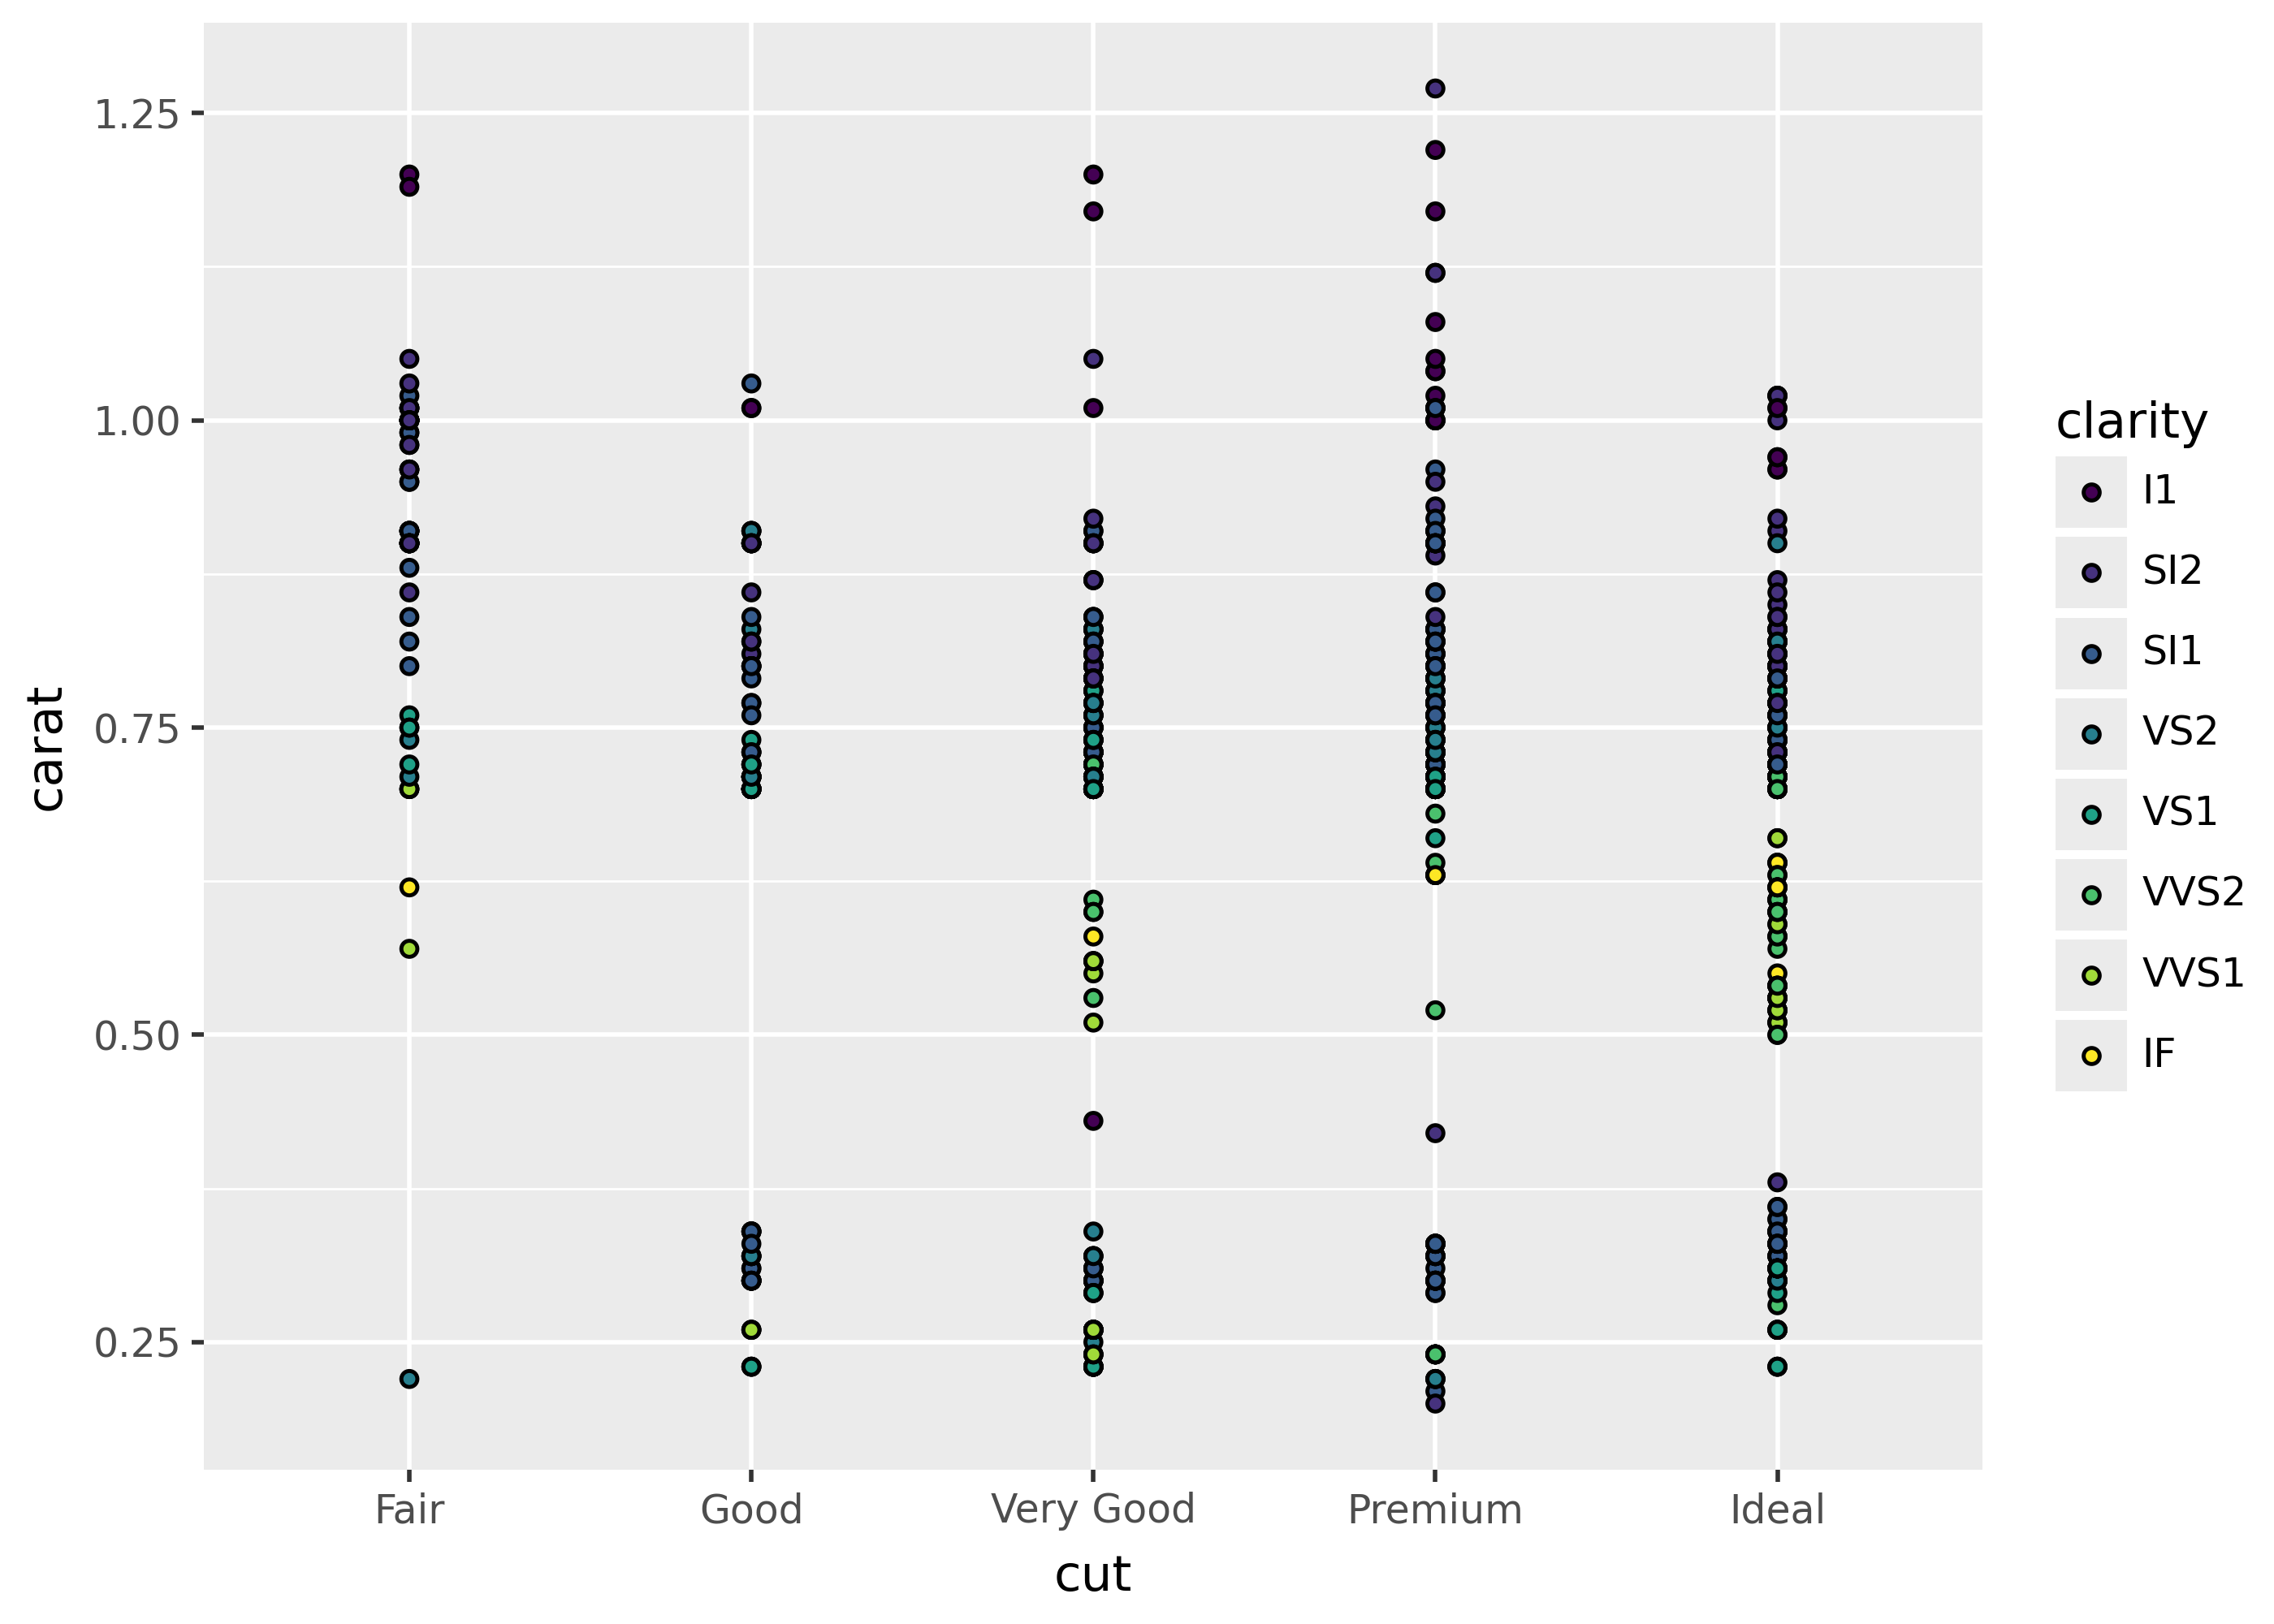 1.25
1.00
0.75
0.50
0.25
carat
Fair
Good
Very Good
Premium
Ideal
cut
clarity
I1
SI2
SI1
VS2
VS1
VVS2
VVS1
IF